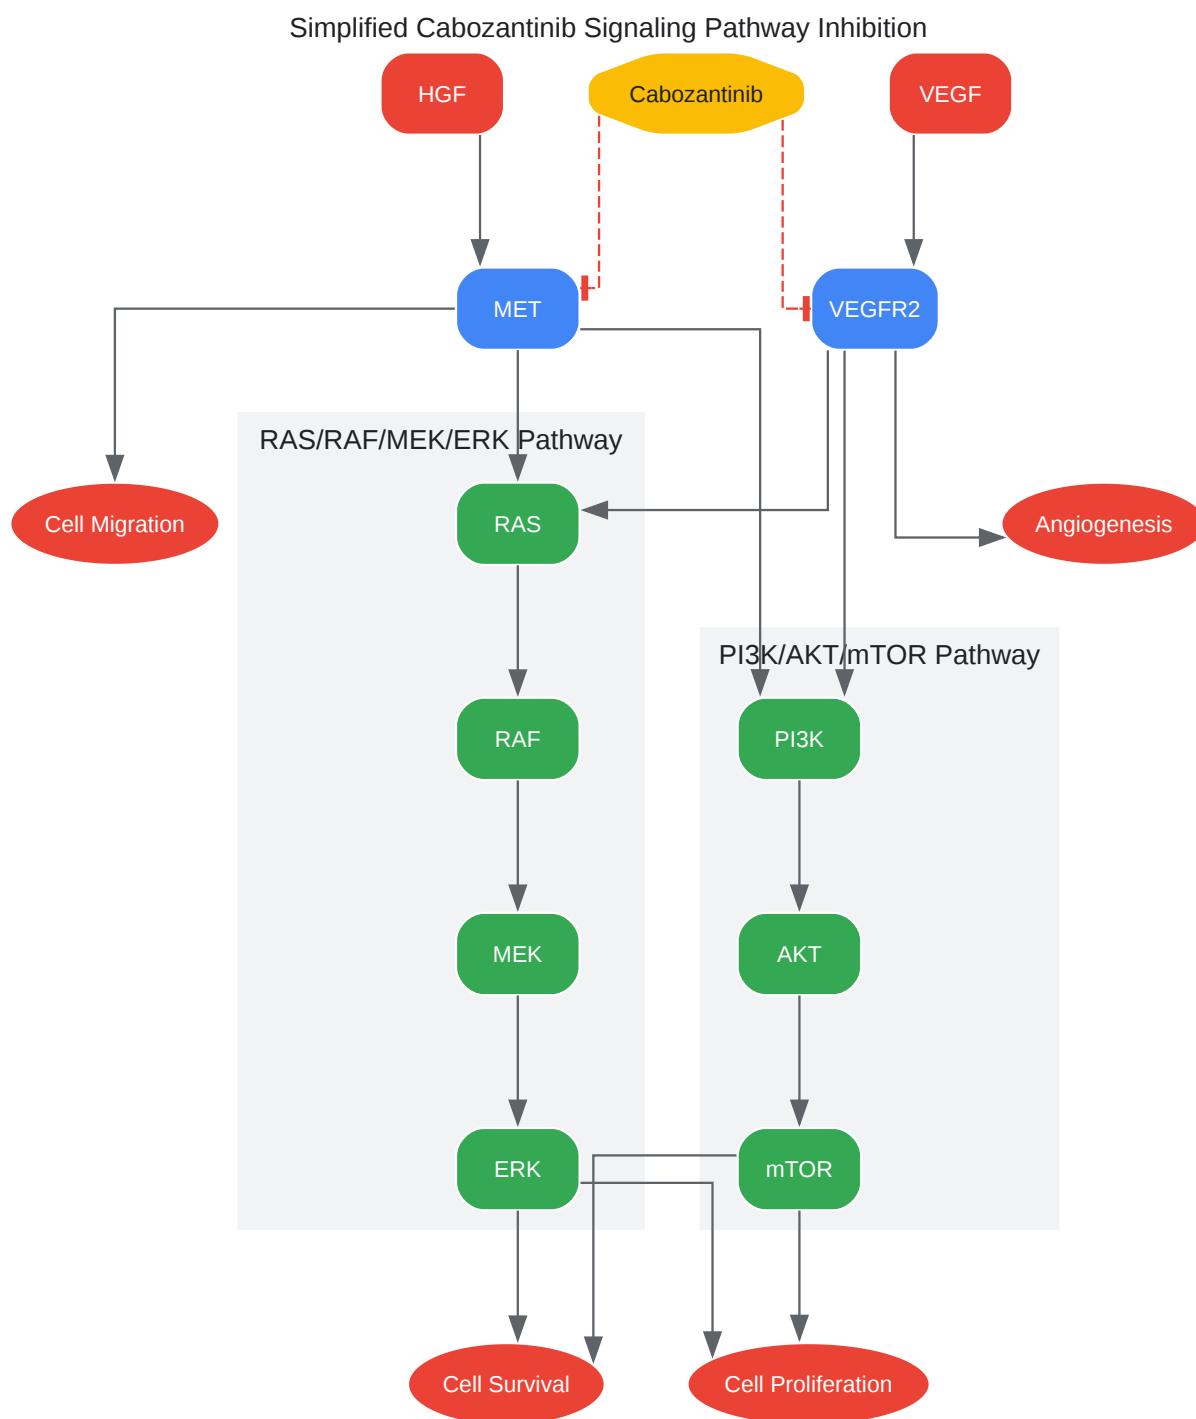 Simplified Cabozantinib Signaling Pathway Inhibition
HGF
Cabozantinib
VEGF
MET
VEGFR2
RAS/RAF/MEK/ERK Pathway
Cell Migration
RAS
Angiogenesis
PI3K/AKT/mTOR Pathway
RAF
PI3K
MEK
AKT
ERK
mTOR
Cell Survival
Cell Proliferation